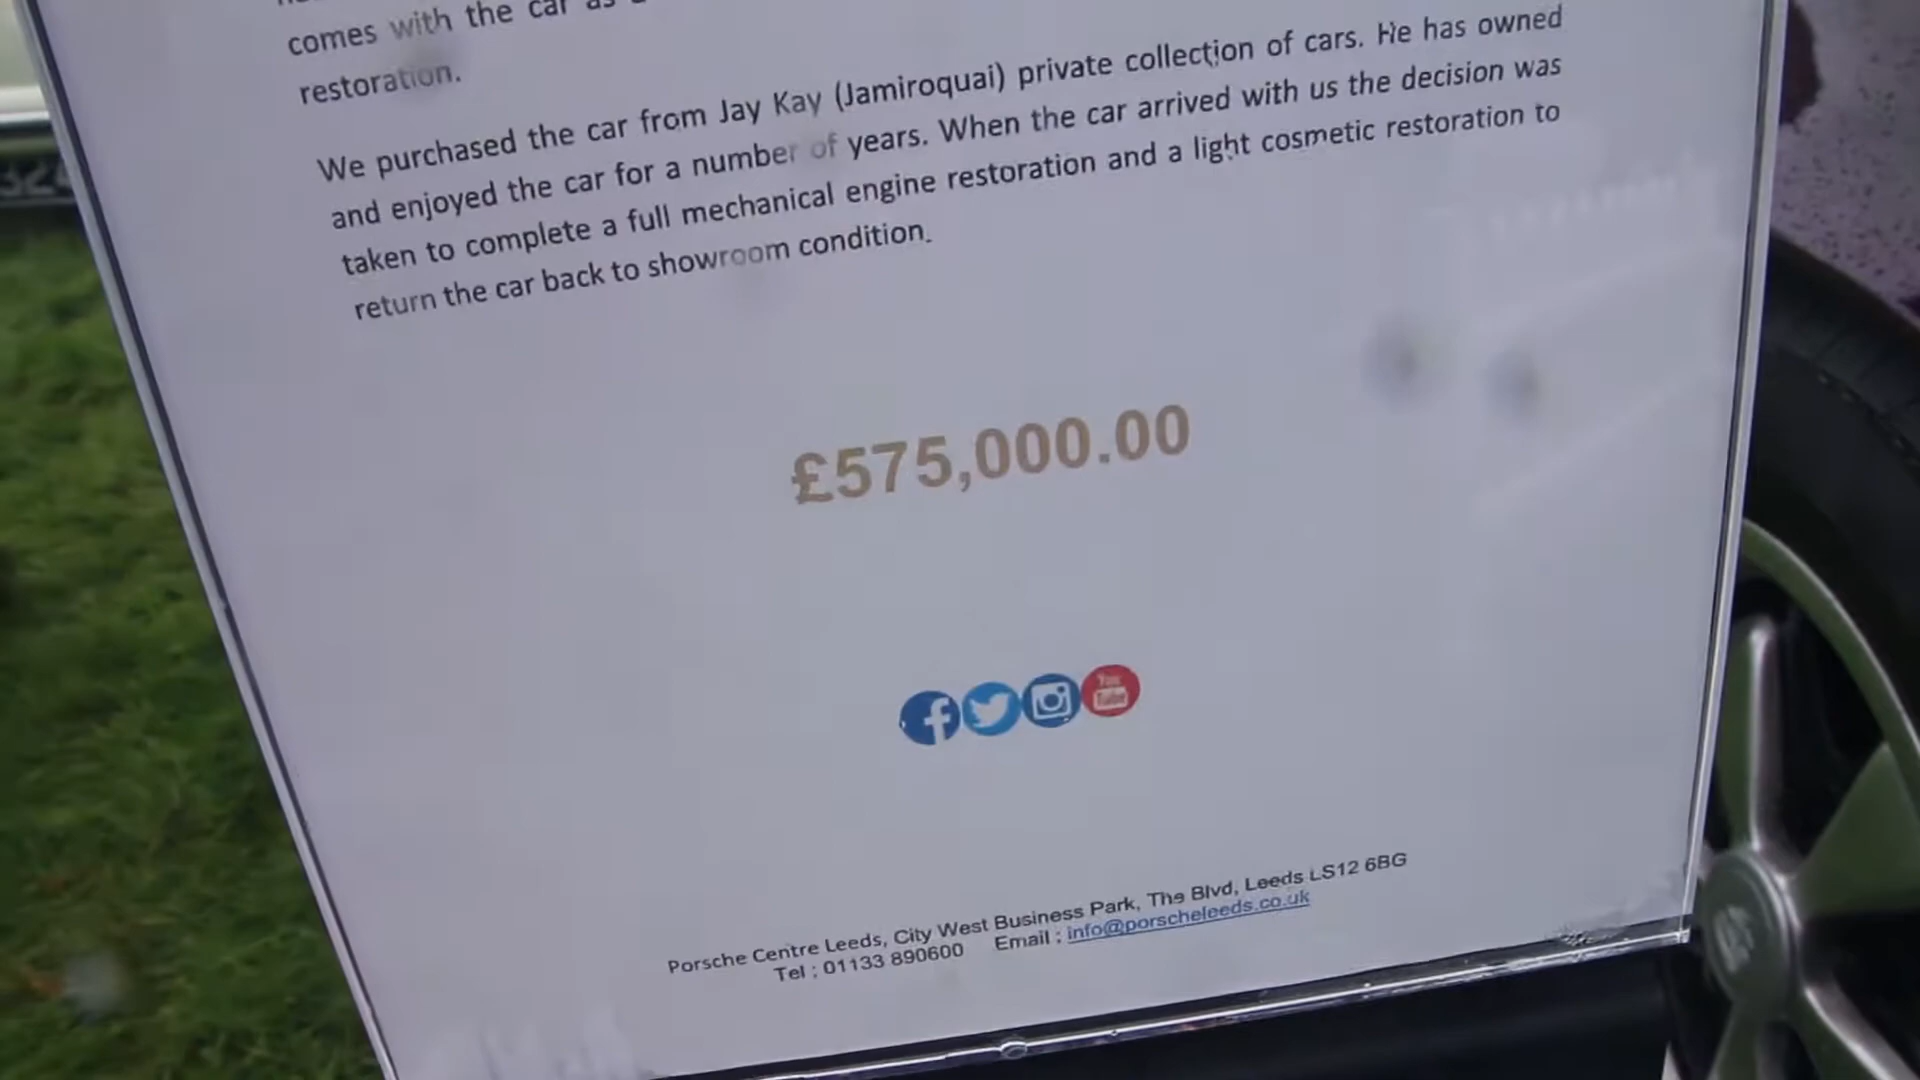 comes with the car as
restoration.
We purchased the car from Jay Kay (Jamiroquai) private collection of cars. He has owned
and enjoyed the car for a number of years. When the car arrived with us the decision was
taken to complete a full mechanical engine restoration and a light cosmetic restoration to
return the car back to showroom condition.
£575,000.00
You
Tube
Porsche Centre Leeds, City West Business Park, The Blvd, Leeds LS12 6BG
Tel : 01133 890600 Email : info@porscheleeds.co.uk